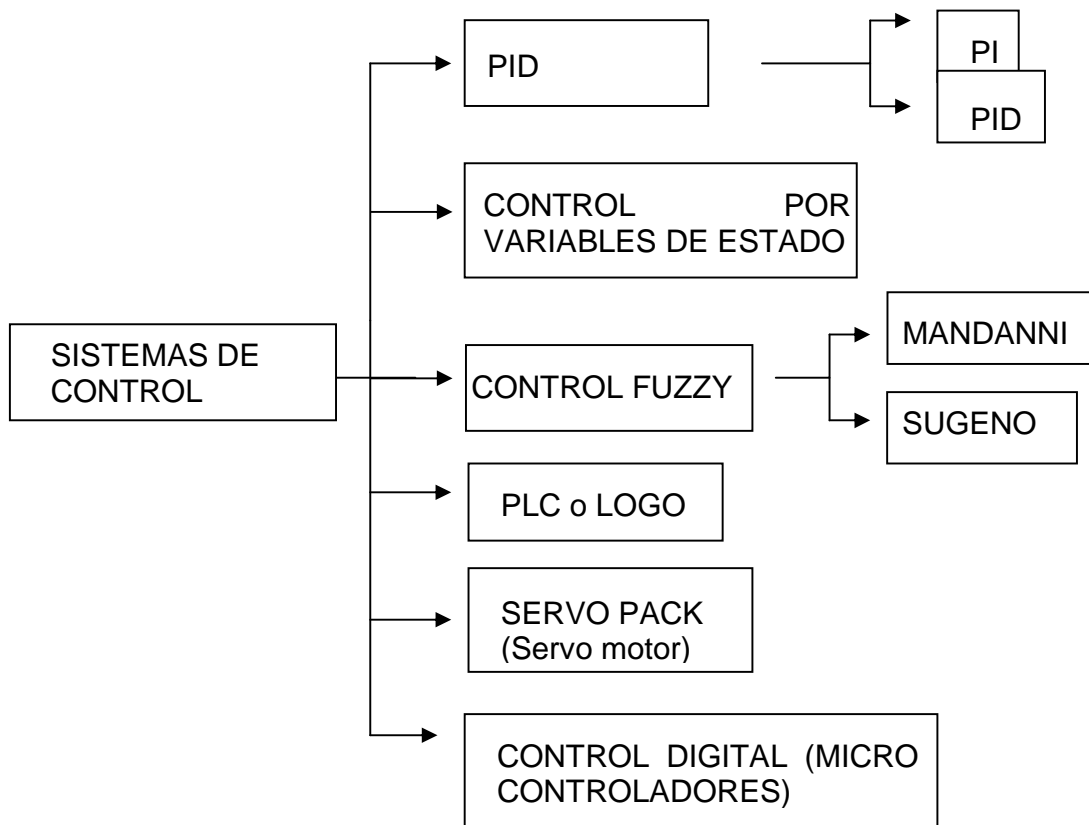 PID
PI
PID
CONTROL POR
VARIABLES DE ESTADO
SISTEMAS DE
CONTROL
CONTROL FUZZY
MANDANNI
SUGENO
PLC o LOGO
SERVO PACK
(Servo motor)
CONTROL DIGITAL (MICRO
CONTROLADORES)